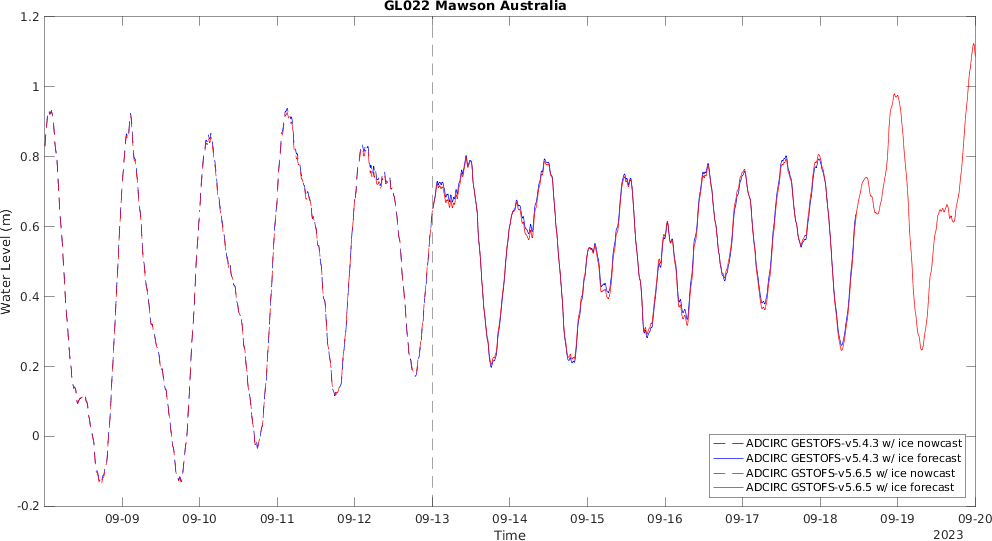 GL022 Mawson Australia
1.2
1
0.8
0.6
0.4
0.2
0
-0.2
Water Level (m)
ADCIRC GESTOFS-v5.4.3 w/ ice nowcast
ADCIRC GESTOFS-v5.4.3 w/ ice forecast
ADCIRC GSTOFS-v5.6.5 w/ ice nowcast
ADCIRC GSTOFS-v5.6.5 w/ ice forecast
09-09 09-10 09-11 09-12 09-13 09-14 09-15 09-16 09-17 09-18 09-19 09-20
Time
2023